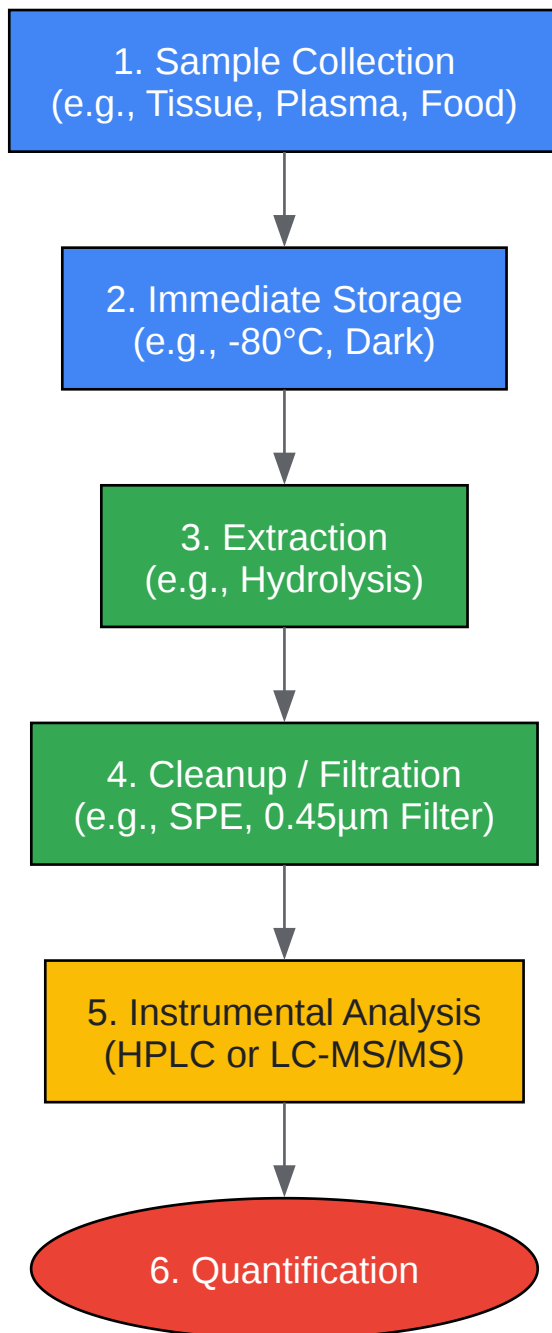 1. Sample Collection
(e.g., Tissue, Plasma, Food)
2. Immediate Storage
(e.g., -80°C, Dark)
3. Extraction
(e.g., Hydrolysis)
4. Cleanup / Filtration
(e.g., SPE, 0.45µm Filter)
5. Instrumental Analysis
(HPLC or LC-MS/MS)
6. Quantification